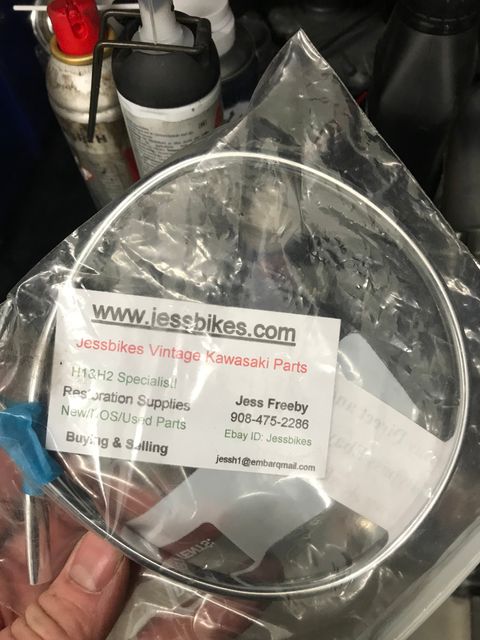 www.jessbikes.com
Jessbikes Vintage Kawasaki Parts
H1&H2 Specialist!
Restoration Supplies
New/NOS/Used Parts
Buying & Selling
Jess Freeby
908-475-2286
Ebay ID: Jessbikes
jessh1@embarqmail.com